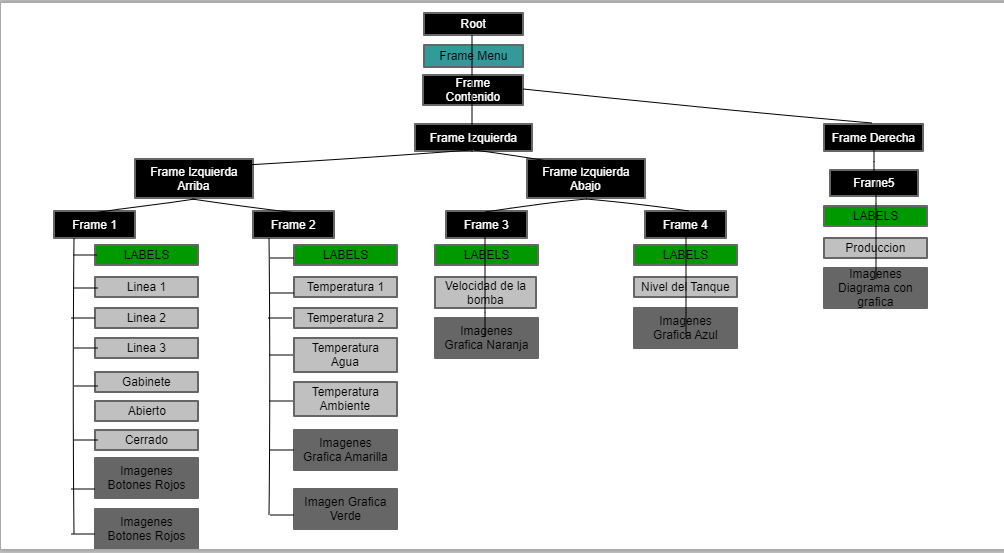 Root
Frame Menu
Frame
Contenido
Frame Izquierda
Frame Derecha
Frame Izquierda
Arriba
Frame Izquierda
Abajo
Frame5
Frame 1
Frame 2
Frame 3
Frame 4
LABELS
Linea 1
Linea 2
Linea 3
Gabinete
Abierto
Cerrado
Imagenes
Botones Rojos
Imagenes
Botones Rojos
LABELS
Temperatura 1
Temperatura 2
Temperatura
Agua
Temperatura
Ambiente
Imagenes
Grafica Amarilla
Imagen Grafica
Verde
LABELS
Velocidad de la
bomba
Imagenes
Grafica Naranja
LABELS
Nivel del Tanque
Imagenes
Grafica Azul
LABELS
Produccion
Imagenes
Diagrama con
grafica